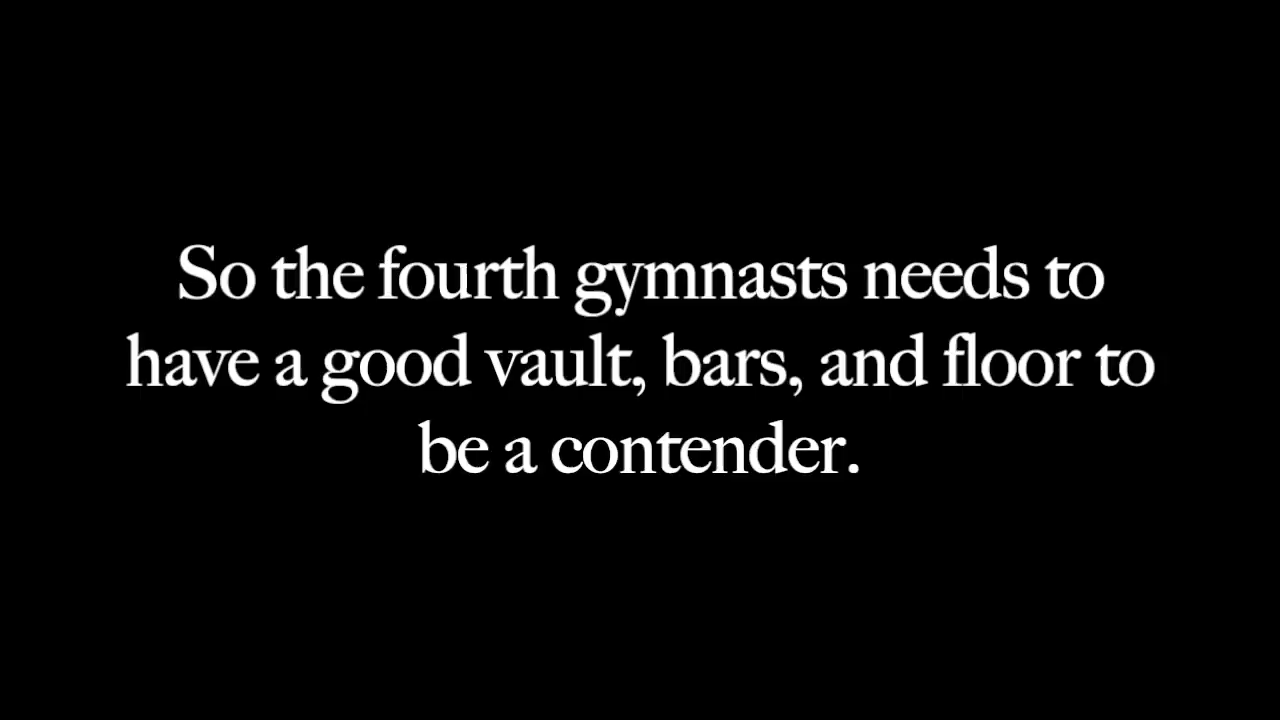 So the fourth gymnasts needs to
have a good vault, bars, and floor to
be a contender.